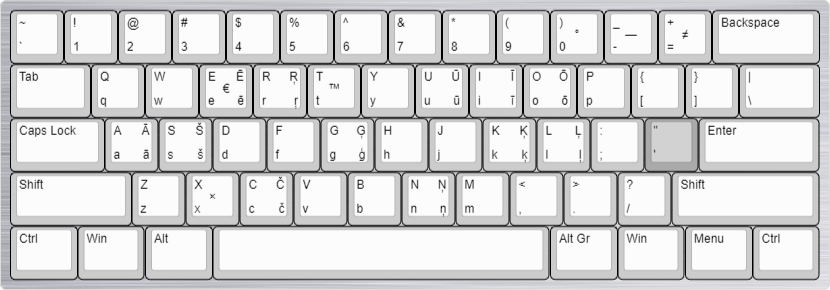 ~ ` ! 1 @ 2 # 3 $ 4 % 5 ^ 6 & 7 * 8 ( 9 ) 0 ° _ - — + = ≠ Backspace
Tab Q q W w E e Ē ē € R r Ŗ ŗ T t ™ Y y U u Ū ū I i Ī ī O o Ō ō P p { [ } ] | \
Caps Lock A a Ā ā S s Š š D d F f G g Ģ ģ H h J j K k Ķ ķ L l Ļ ļ : ; " ' Enter
Shift Z z X x × C c Č č V v B b N n Ņ ņ M m < , > . ? / Shift
Ctrl Win Alt Alt Gr Win Menu Ctrl